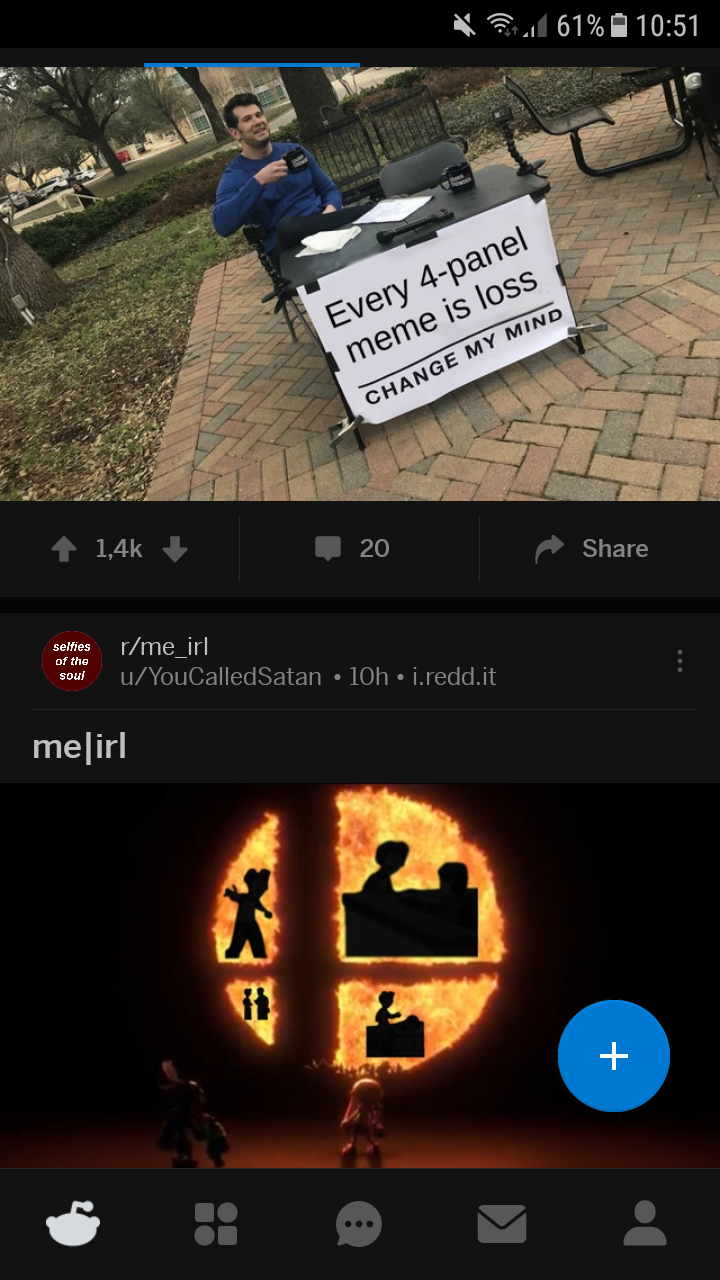 61% 10:51
Every 4-panel
meme is loss
CHANGE MY MIND
1,4k 20 Share
selfies
of the
soul
r/me_irl
u/YouCalledSatan • 10h • i.redd.it
me|irl